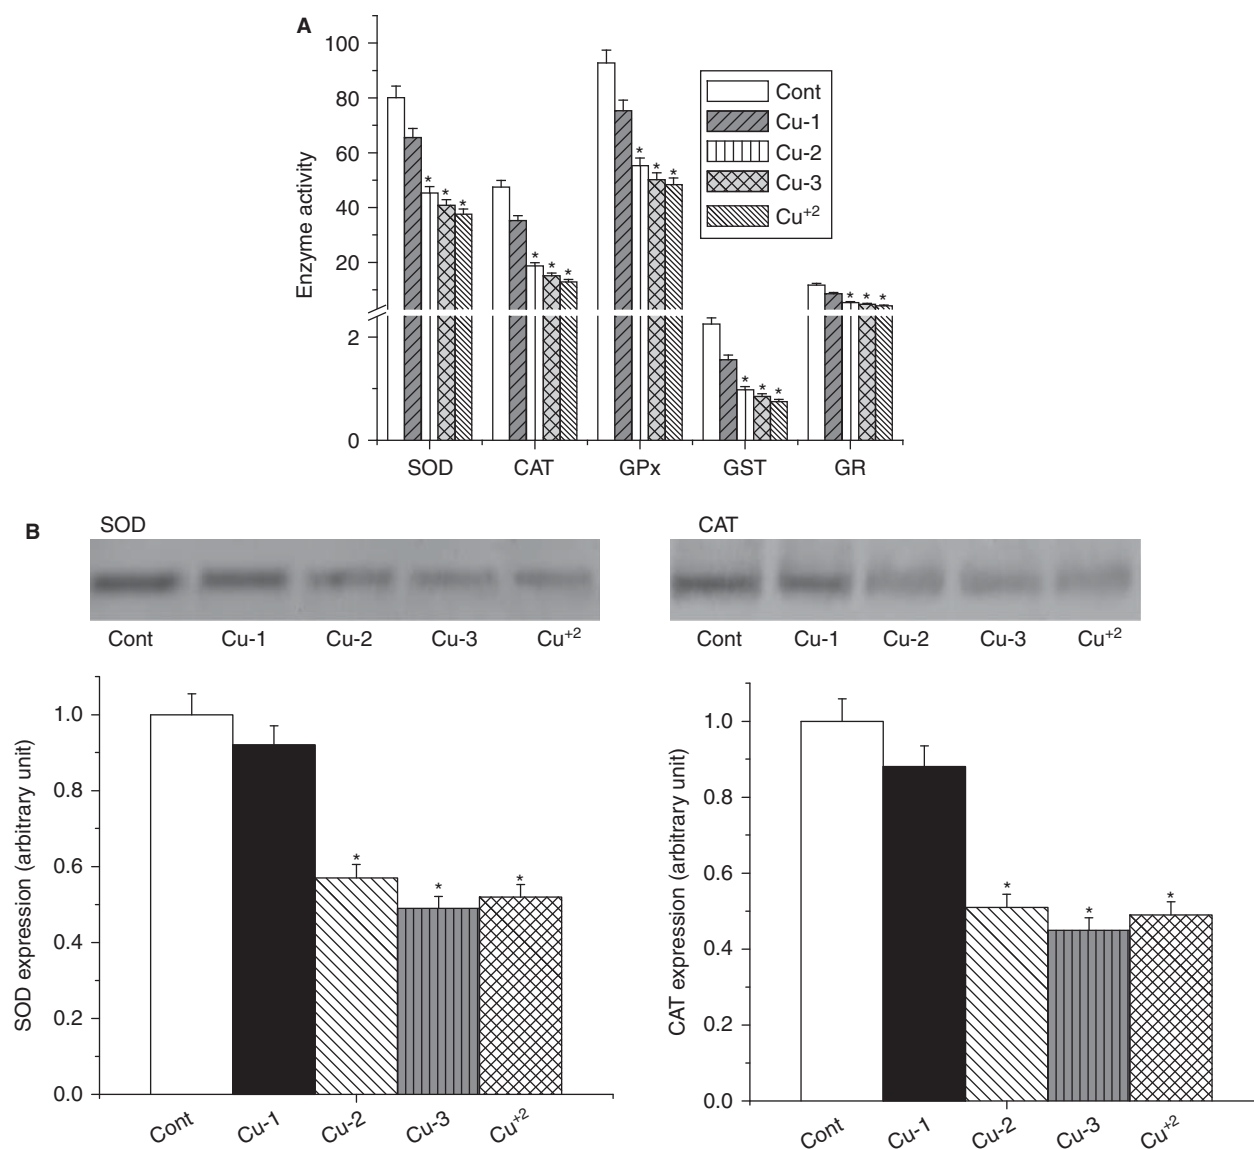 A
100
80
60
40
20
2
0
Enzyme activity
Cont
Cu-1
Cu-2
Cu-3
Cu+2
* * *
* * *
* * *
* * *
* * *
SOD CAT GPx GST GR
B
SOD
Cont Cu-1 Cu-2 Cu-3 Cu+2
SOD expression (arbitrary unit)
1.0
0.8
0.6
0.4
0.2
0.0
* * *
Cont Cu-1 Cu-2 Cu-3 Cu+2
CAT
Cont Cu-1 Cu-2 Cu-3 Cu+2
CAT expression (arbitrary unit)
1.0
0.8
0.6
0.4
0.2
0.0
* * *
Cont Cu-1 Cu-2 Cu-3 Cu+2